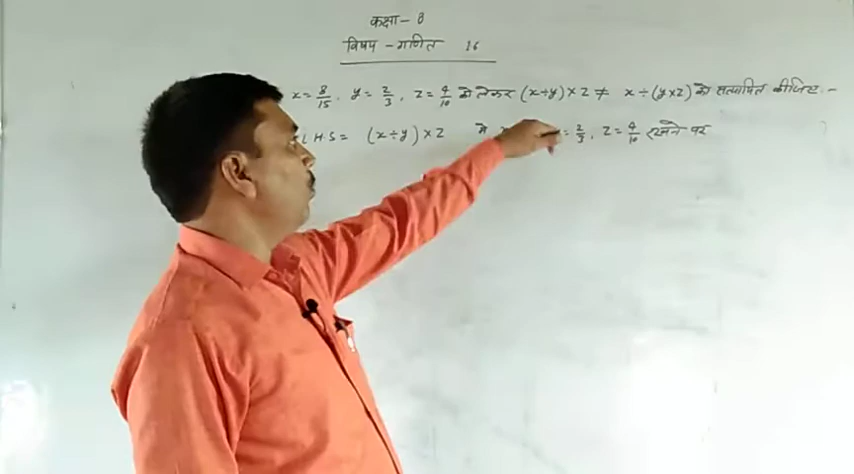 कक्षा - 8
विषय - गणित 16
x = 8/15, y = 2/3, z = 4/10 को लेकर (x÷y)×z ≠ x÷(y×z) को सत्यापित कीजिए -
L.H.S = (x÷y)×z में = 2/3, z = 4/10 रखने पर